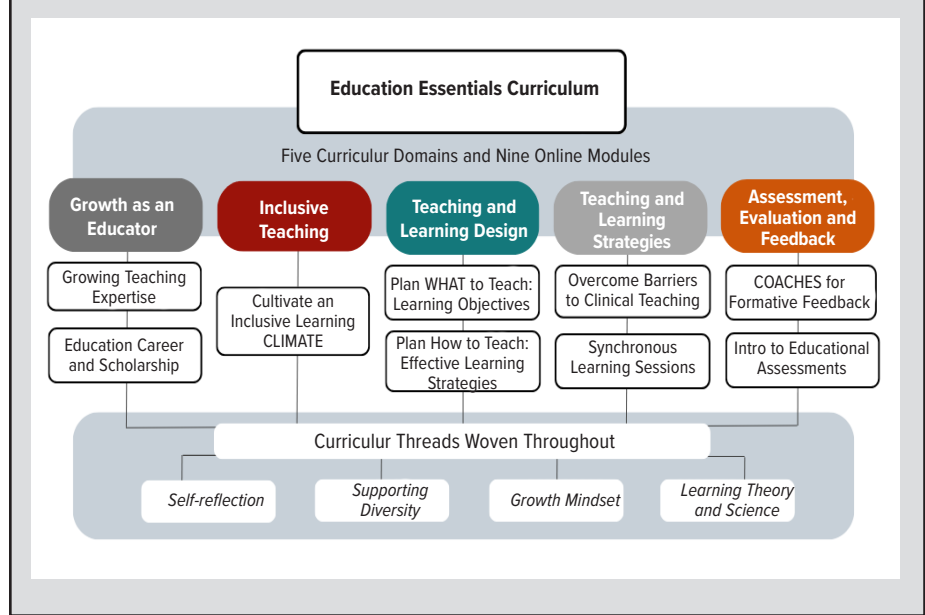 Education Essentials Curriculum
Five Curriculur Domains and Nine Online Modules
Growth as an
Educator
Inclusive
Teaching
Teaching and
Learning Design
Teaching and
Learning
Strategies
Assessment,
Evaluation and
Feedback
Growing Teaching
Expertise
Education Career
and Scholarship
Cultivate an
Inclusive Learning
CLIMATE
Plan WHAT to Teach:
Learning Objectives
Plan How to Teach:
Effective Learning
Strategies
Overcome Barriers
to Clinical Teaching
Synchronous
Learning Sessions
COACHES for
Formative Feedback
Intro to Educational
Assessments
Curriculur Threads Woven Throughout
Self-reflection
Supporting
Diversity
Growth Mindset
Learning Theory
and Science